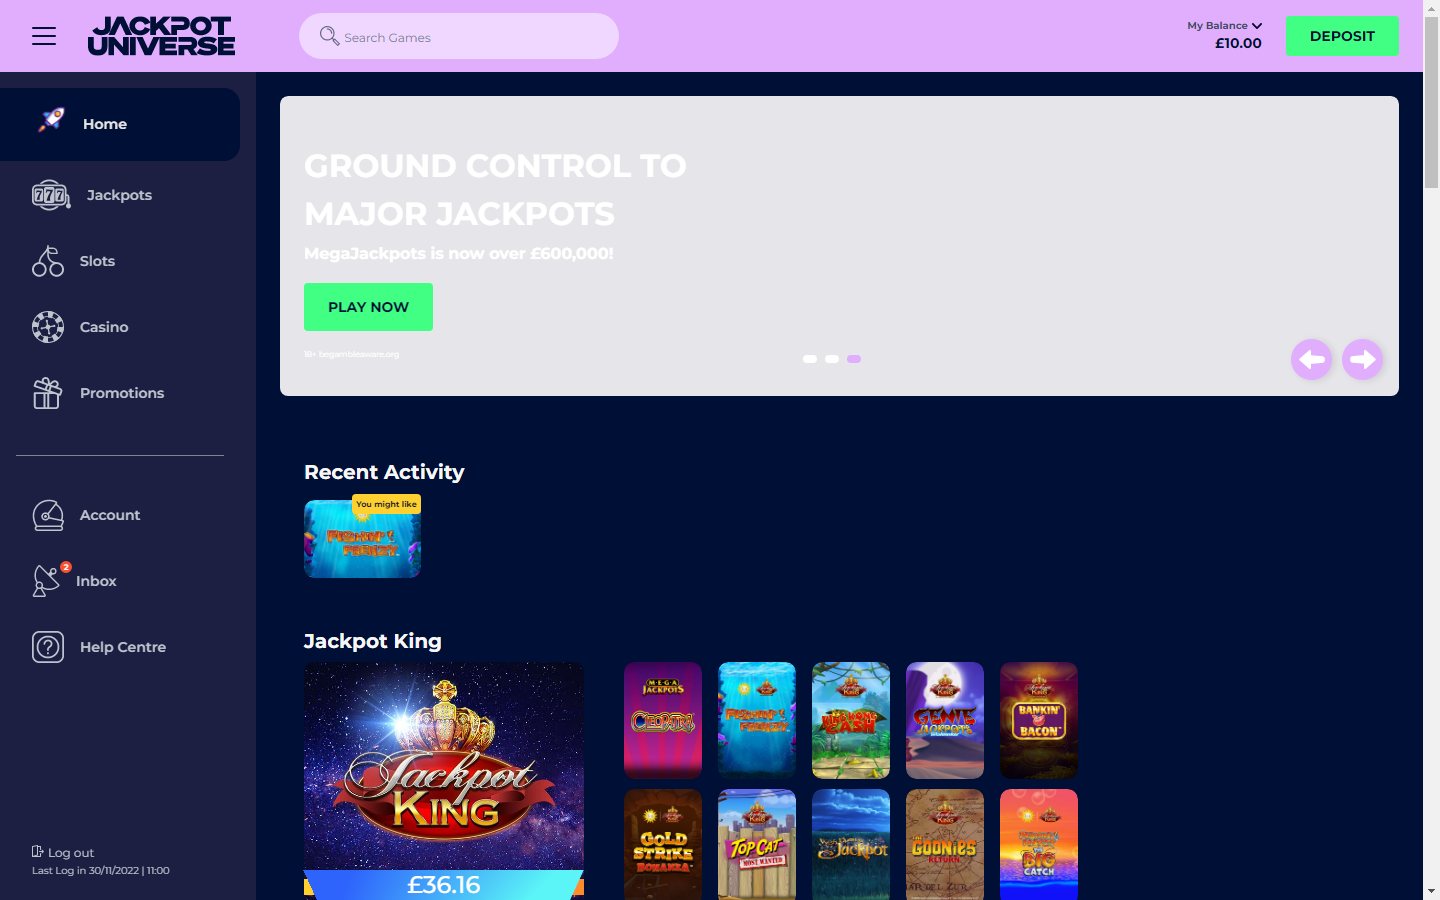 JACKPOT
UNIVERSE
Search Games
My Balance
£10.00
DEPOSIT
Home
Jackpots
Slots
Casino
Promotions
Account
2
Inbox
Help Centre
Log out
Last Log in 30/11/2022 | 11:00
GROUND CONTROL TO
MAJOR JACKPOTS
MegaJackpots is now over £600,000!
PLAY NOW
18+ begambleaware.org
Recent Activity
You might like
FISHIN'
FRENZY
Jackpot King
777
Jackpot
KING
£36.16
MEGA
JACKPOTS
CLEOPATRA
FISHIN'
FRENZY
KING KONG
CASH
GENIE
JACKPOTS
BANKIN'
BACON
GOLD
STRIKE
BONANZA
TOP CAT
MOST WANTED
Jackpot
THE
GOONIES
RETURN
BIG
CATCH